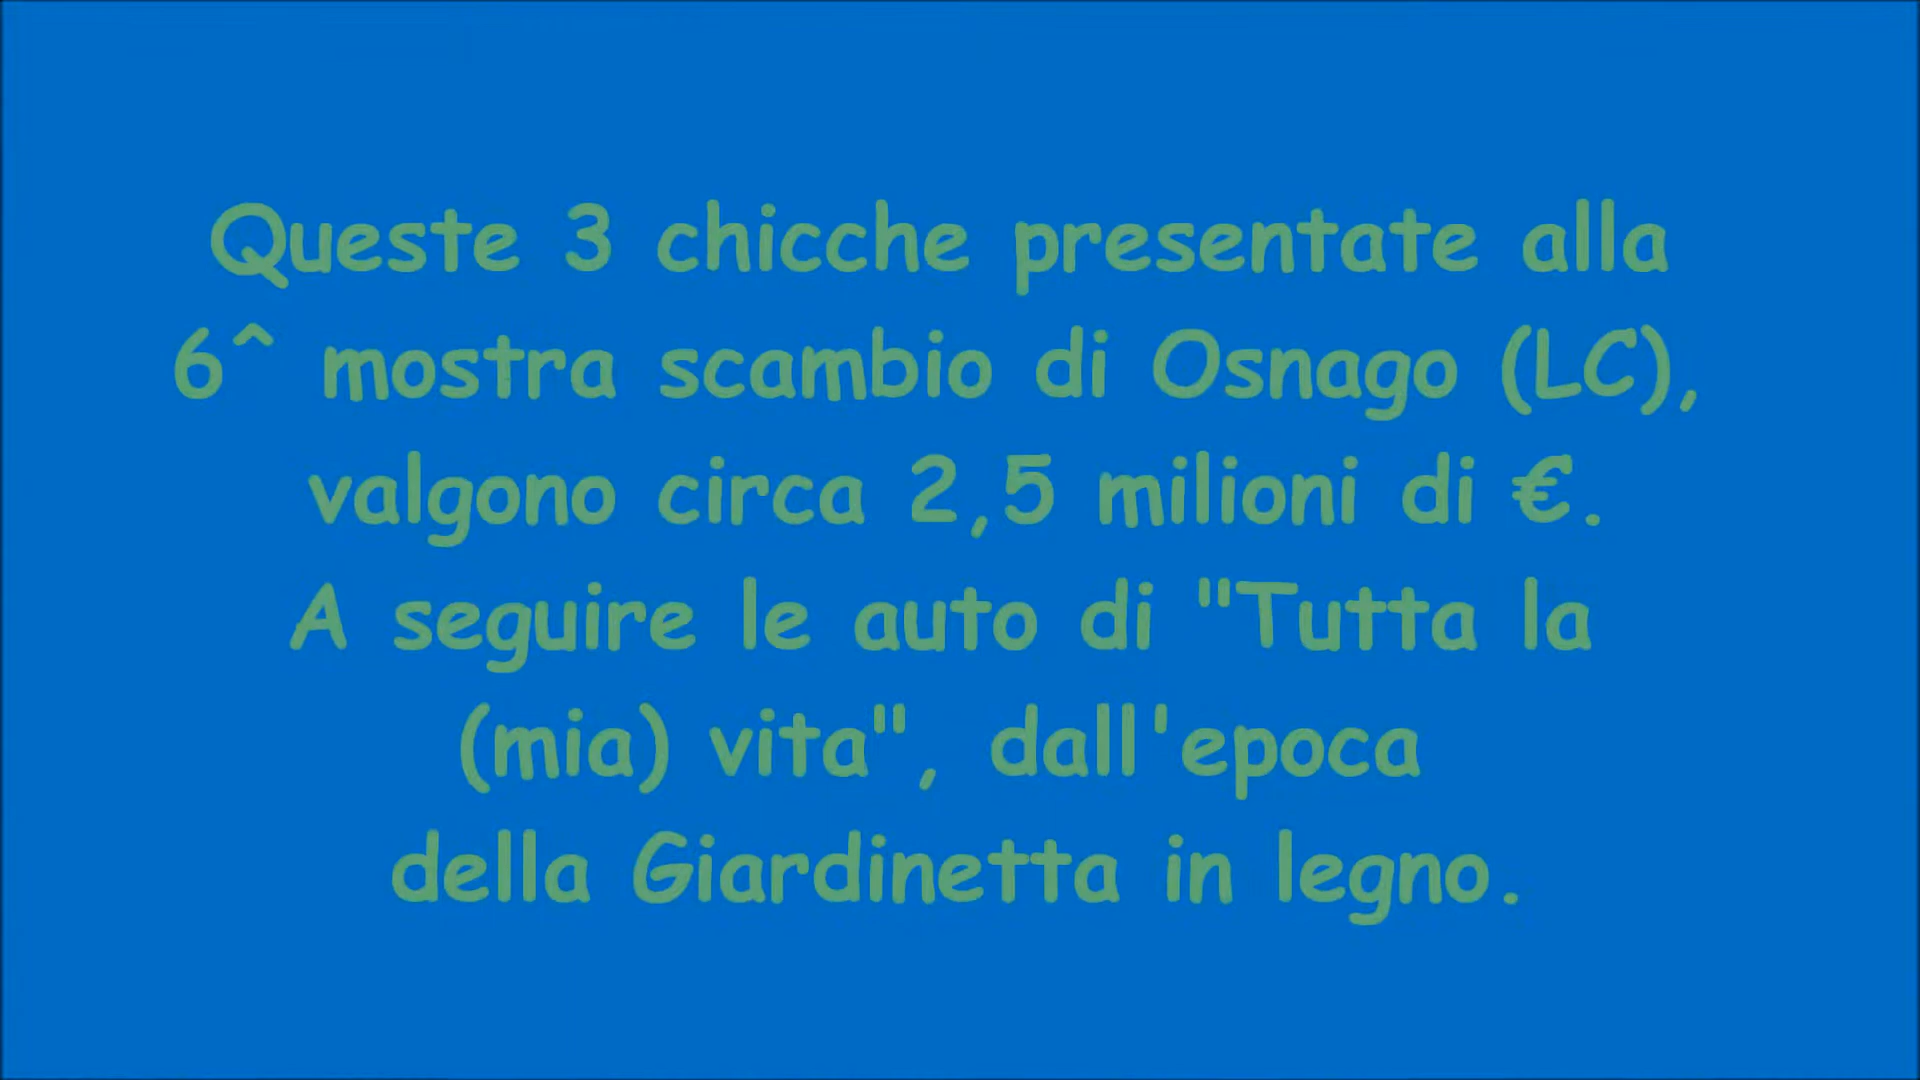 Queste 3 chicche presentate alla
6^ mostra scambio di Osnago (LC),
valgono circa 2,5 milioni di €.
A seguire le auto di "Tutta la
(mia) vita", dall'epoca
della Giardinetta in legno.